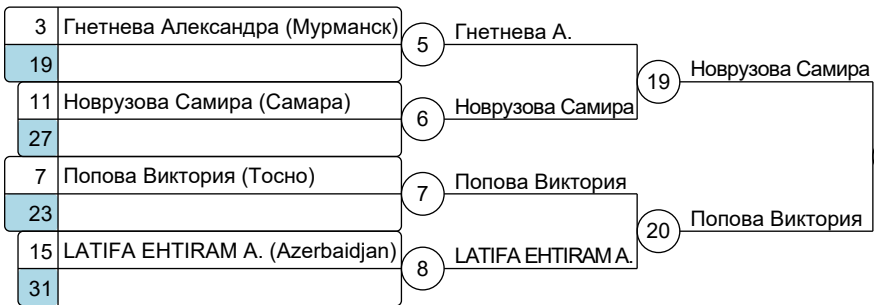 3 Гнетнева Александра (Мурманск)
5 Гнетнева А.
19
19 Новрузова Самира
11 Новрузова Самира (Самара)
6 Новрузова Самира
27
7 Попова Виктория (Тосно)
7 Попова Виктория
23
20 Попова Виктория
15 LATIFA EHTIRAM A. (Azerbaidjan)
8 LATIFA EHTIRAM A.
31